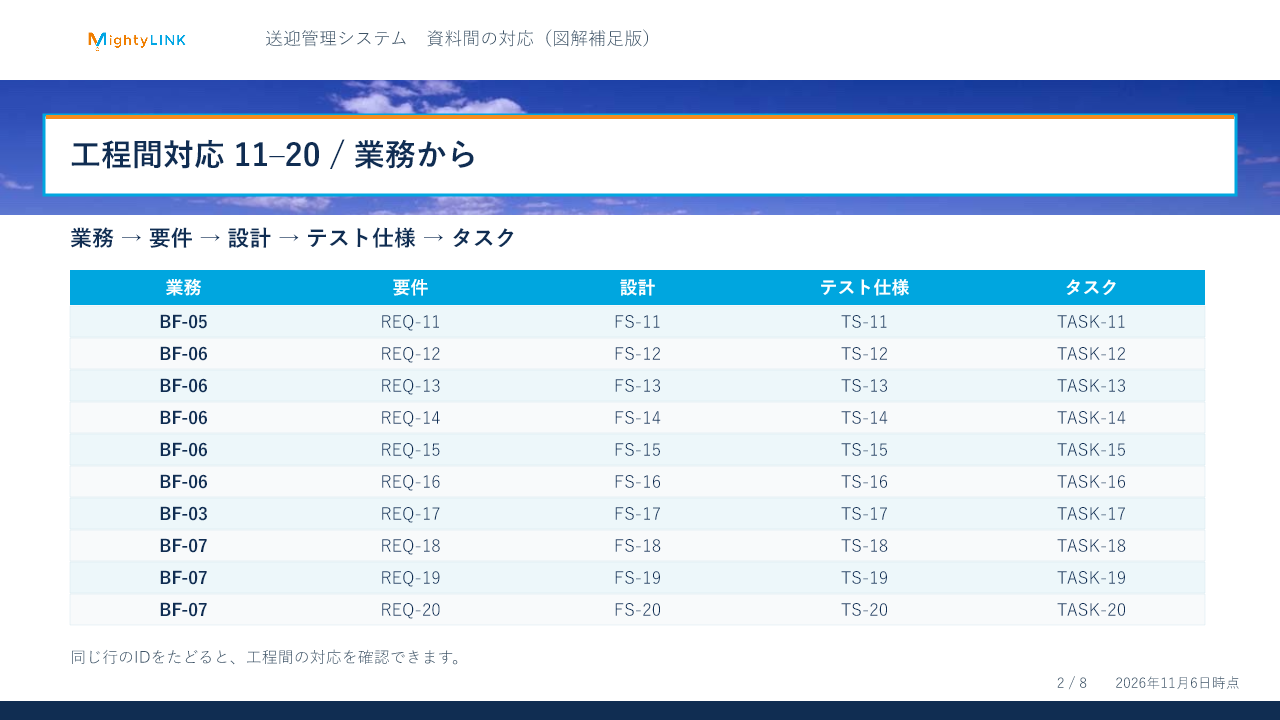 MightyLINK
送迎管理システム　資料間の対応（図解補足版）
工程間対応 11–20 / 業務から
業務 → 要件 → 設計 → テスト仕様 → タスク
業務 要件 設計 テスト仕様 タスク
BF-05 REQ-11 FS-11 TS-11 TASK-11
BF-06 REQ-12 FS-12 TS-12 TASK-12
BF-06 REQ-13 FS-13 TS-13 TASK-13
BF-06 REQ-14 FS-14 TS-14 TASK-14
BF-06 REQ-15 FS-15 TS-15 TASK-15
BF-06 REQ-16 FS-16 TS-16 TASK-16
BF-03 REQ-17 FS-17 TS-17 TASK-17
BF-07 REQ-18 FS-18 TS-18 TASK-18
BF-07 REQ-19 FS-19 TS-19 TASK-19
BF-07 REQ-20 FS-20 TS-20 TASK-20
同じ行のIDをたどると、工程間の対応を確認できます。
2 / 8　2026年11月6日時点